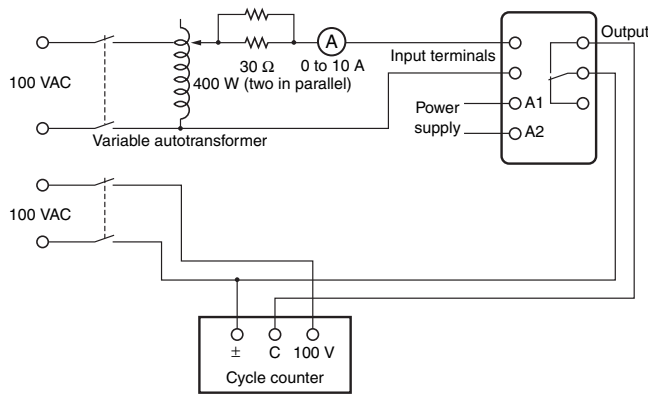 100 VAC
Variable autotransformer
30 Ω
400 W (two in parallel)
A
0 to 10 A
Input terminals
Power
supply
A1
A2
Output
100 VAC
± C 100 V
Cycle counter